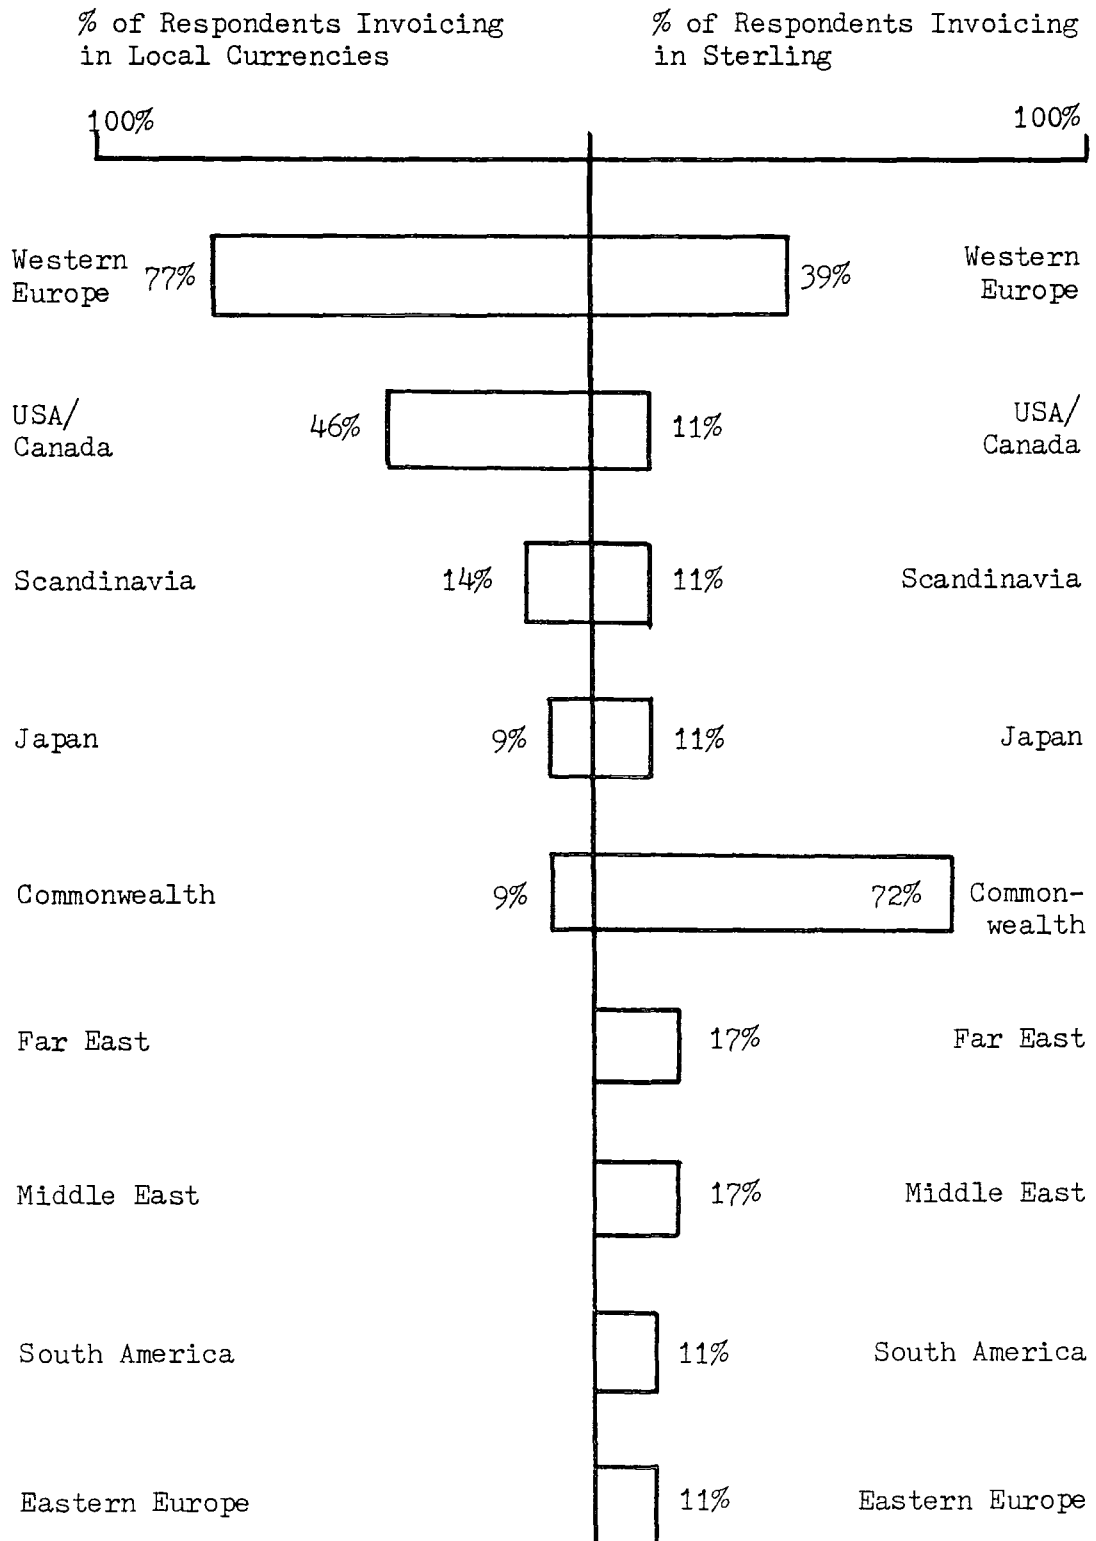 % of Respondents Invoicing
in Local Currencies
% of Respondents Invoicing
in Sterling
100%
100%
Western
Europe
77%
39%
Western
Europe
USA/
Canada
46%
11%
USA/
Canada
Scandinavia
14%
11%
Scandinavia
Japan
9%
11%
Japan
Commonwealth
9%
72%
Common-
wealth
Far East
17%
Far East
Middle East
17%
Middle East
South America
11%
South America
Eastern Europe
11%
Eastern Europe